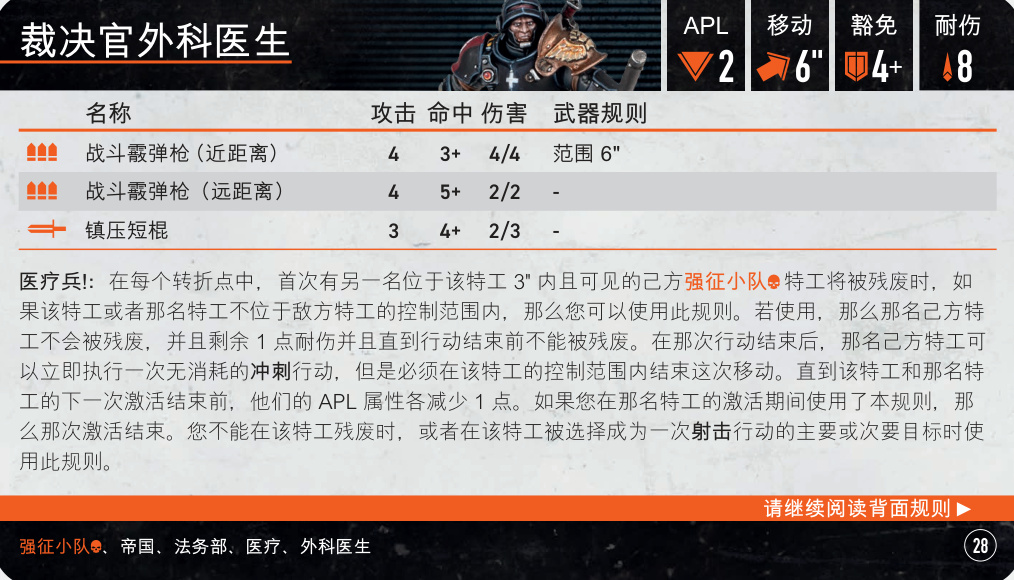 裁决官外科医生
APL 移动 豁免 耐伤
2 6" 4+ 8
名称 攻击 命中 伤害 武器规则
战斗霰弹枪（近距离） 4 3+ 4/4 范围 6"
战斗霰弹枪（远距离） 4 5+ 2/2 -
镇压短棍 3 4+ 2/3 -
医疗兵!：在每个转折点中，首次有另一名位于该特工 3" 内且可见的己方强征小队特工将被残废时，如
果该特工或者那名特工不位于敌方特工的控制范围内，那么您可以使用此规则。若使用，那么那名己方特
工不会被残废，并且剩余 1 点耐伤并且直到行动结束前不能被残废。在那次行动结束后，那名己方特工可
以立即执行一次无消耗的冲刺行动，但是必须在该特工的控制范围内结束这次移动。直到该特工和那名特
工的下一次激活结束前，他们的 APL 属性各减少 1 点。如果您在那名特工的激活期间使用了本规则，那
么那次激活结束。您不能在该特工残废时，或者在该特工被选择成为一次射击行动的主要或次要目标时使
用此规则。
请继续阅读背面规则 ▶
强征小队、帝国、法务部、医疗、外科医生
28